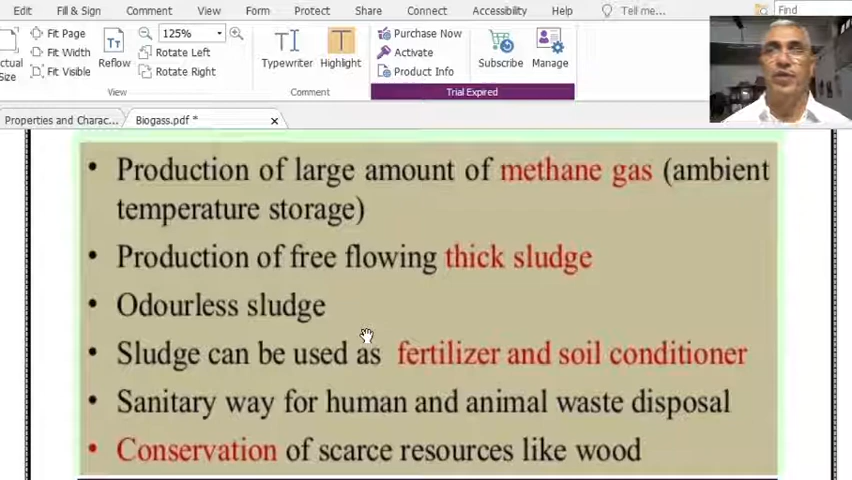 Edit Fill & Sign Comment View Form Protect Share Connect Accessibility Help Tell me... Find
Fit Page 125% Purchase Now
Fit Width Rotate Left Activate
ctual Size Fit Visible Reflow Rotate Right Typewriter Highlight Product Info Subscribe Manage
View Comment Trial Expired
Properties and Charac... Biogass.pdf *
• Production of large amount of methane gas (ambient
temperature storage)
• Production of free flowing thick sludge
• Odourless sludge
• Sludge can be used as fertilizer and soil conditioner
• Sanitary way for human and animal waste disposal
• Conservation of scarce resources like wood